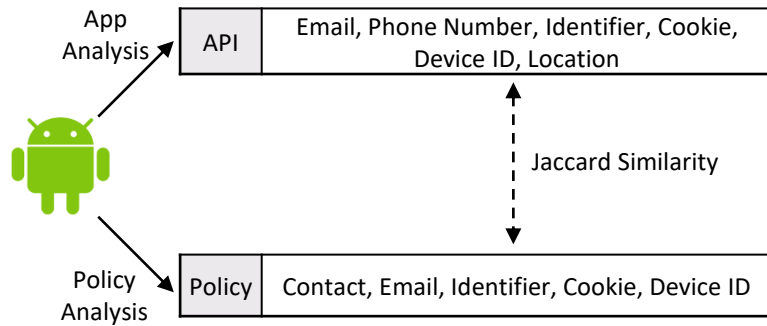 App
Analysis
API
Email, Phone Number, Identifier, Cookie,
Device ID, Location
Jaccard Similarity
Policy
Analysis
Policy
Contact, Email, Identifier, Cookie, Device ID